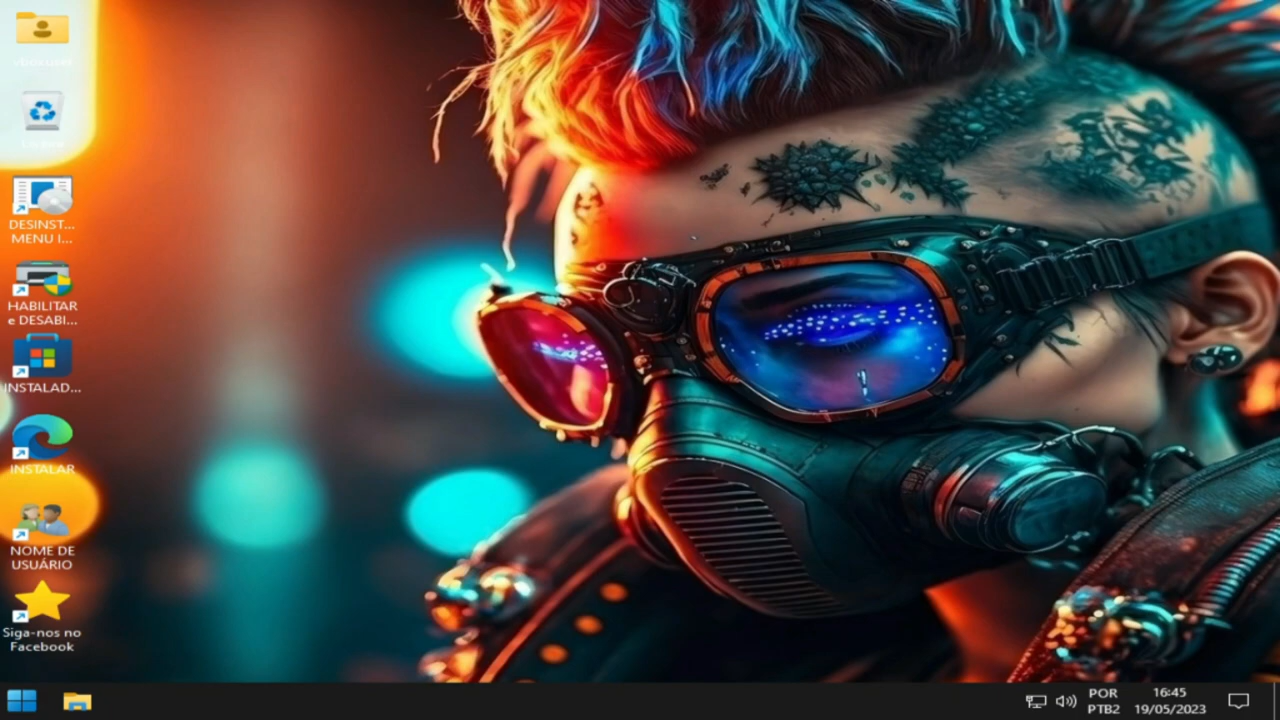 DESINST...
MENU I...
HABILITAR
e DESABI...
INSTALAD...
INSTALAR
NOME DE
USUÁRIO
Siga-nos no
Facebook
POR
PTB2
16:45
19/05/2023